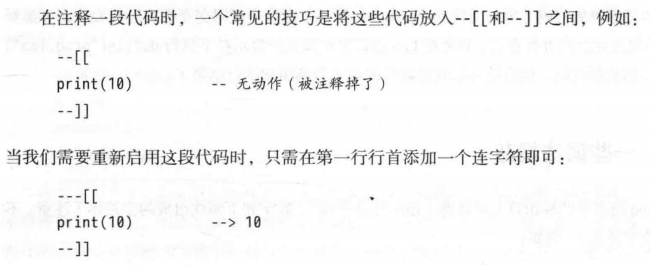 在注释一段代码时，一个常见的技巧是将这些代码放入--[[和--]]之间，例如：
--[[
print(10) -- 无动作（被注释掉了）
--]]
当我们需要重新启用这段代码时，只需在第一行行首添加一个连字符即可：
---[[
print(10) --> 10
--]]